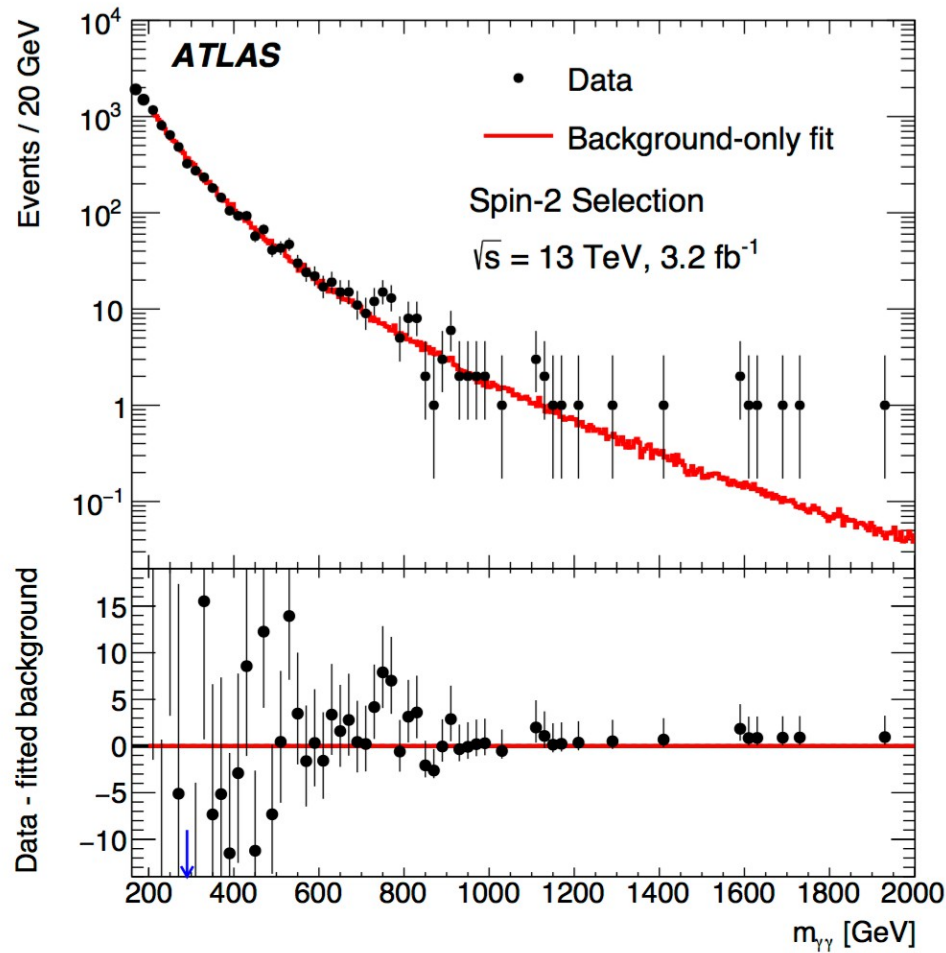 ATLAS
Data
Background-only fit
Spin-2 Selection
√s = 13 TeV, 3.2 fb⁻¹
Events / 20 GeV
10⁴
10³
10²
10
1
10⁻¹
Data - fitted background
15
10
5
0
−5
−10
200 400 600 800 1000 1200 1400 1600 1800 2000
mγγ [GeV]